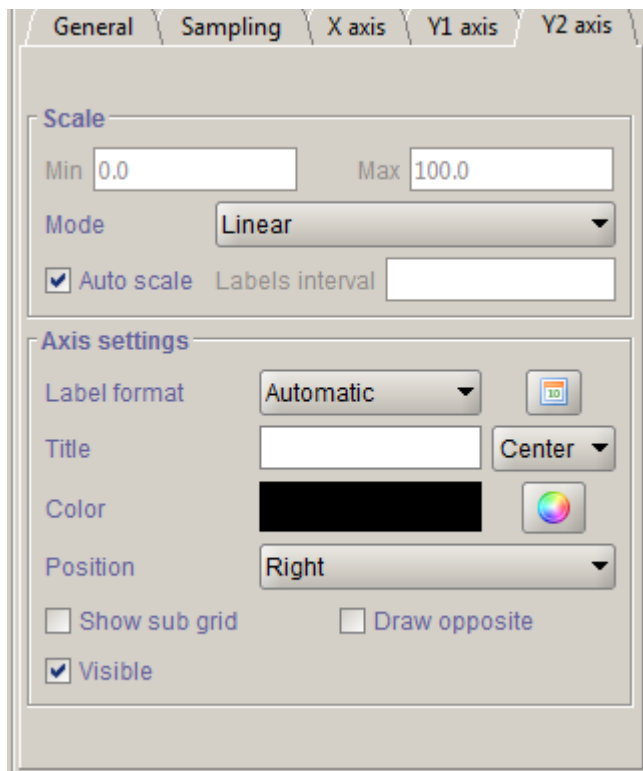 General Sampling X axis Y1 axis Y2 axis
Scale
Min 0.0 Max 100.0
Mode Linear
Auto scale Labels interval
Axis settings
Label format Automatic 10
Title Center
Color
Position Right
Show sub grid Draw opposite
Visible